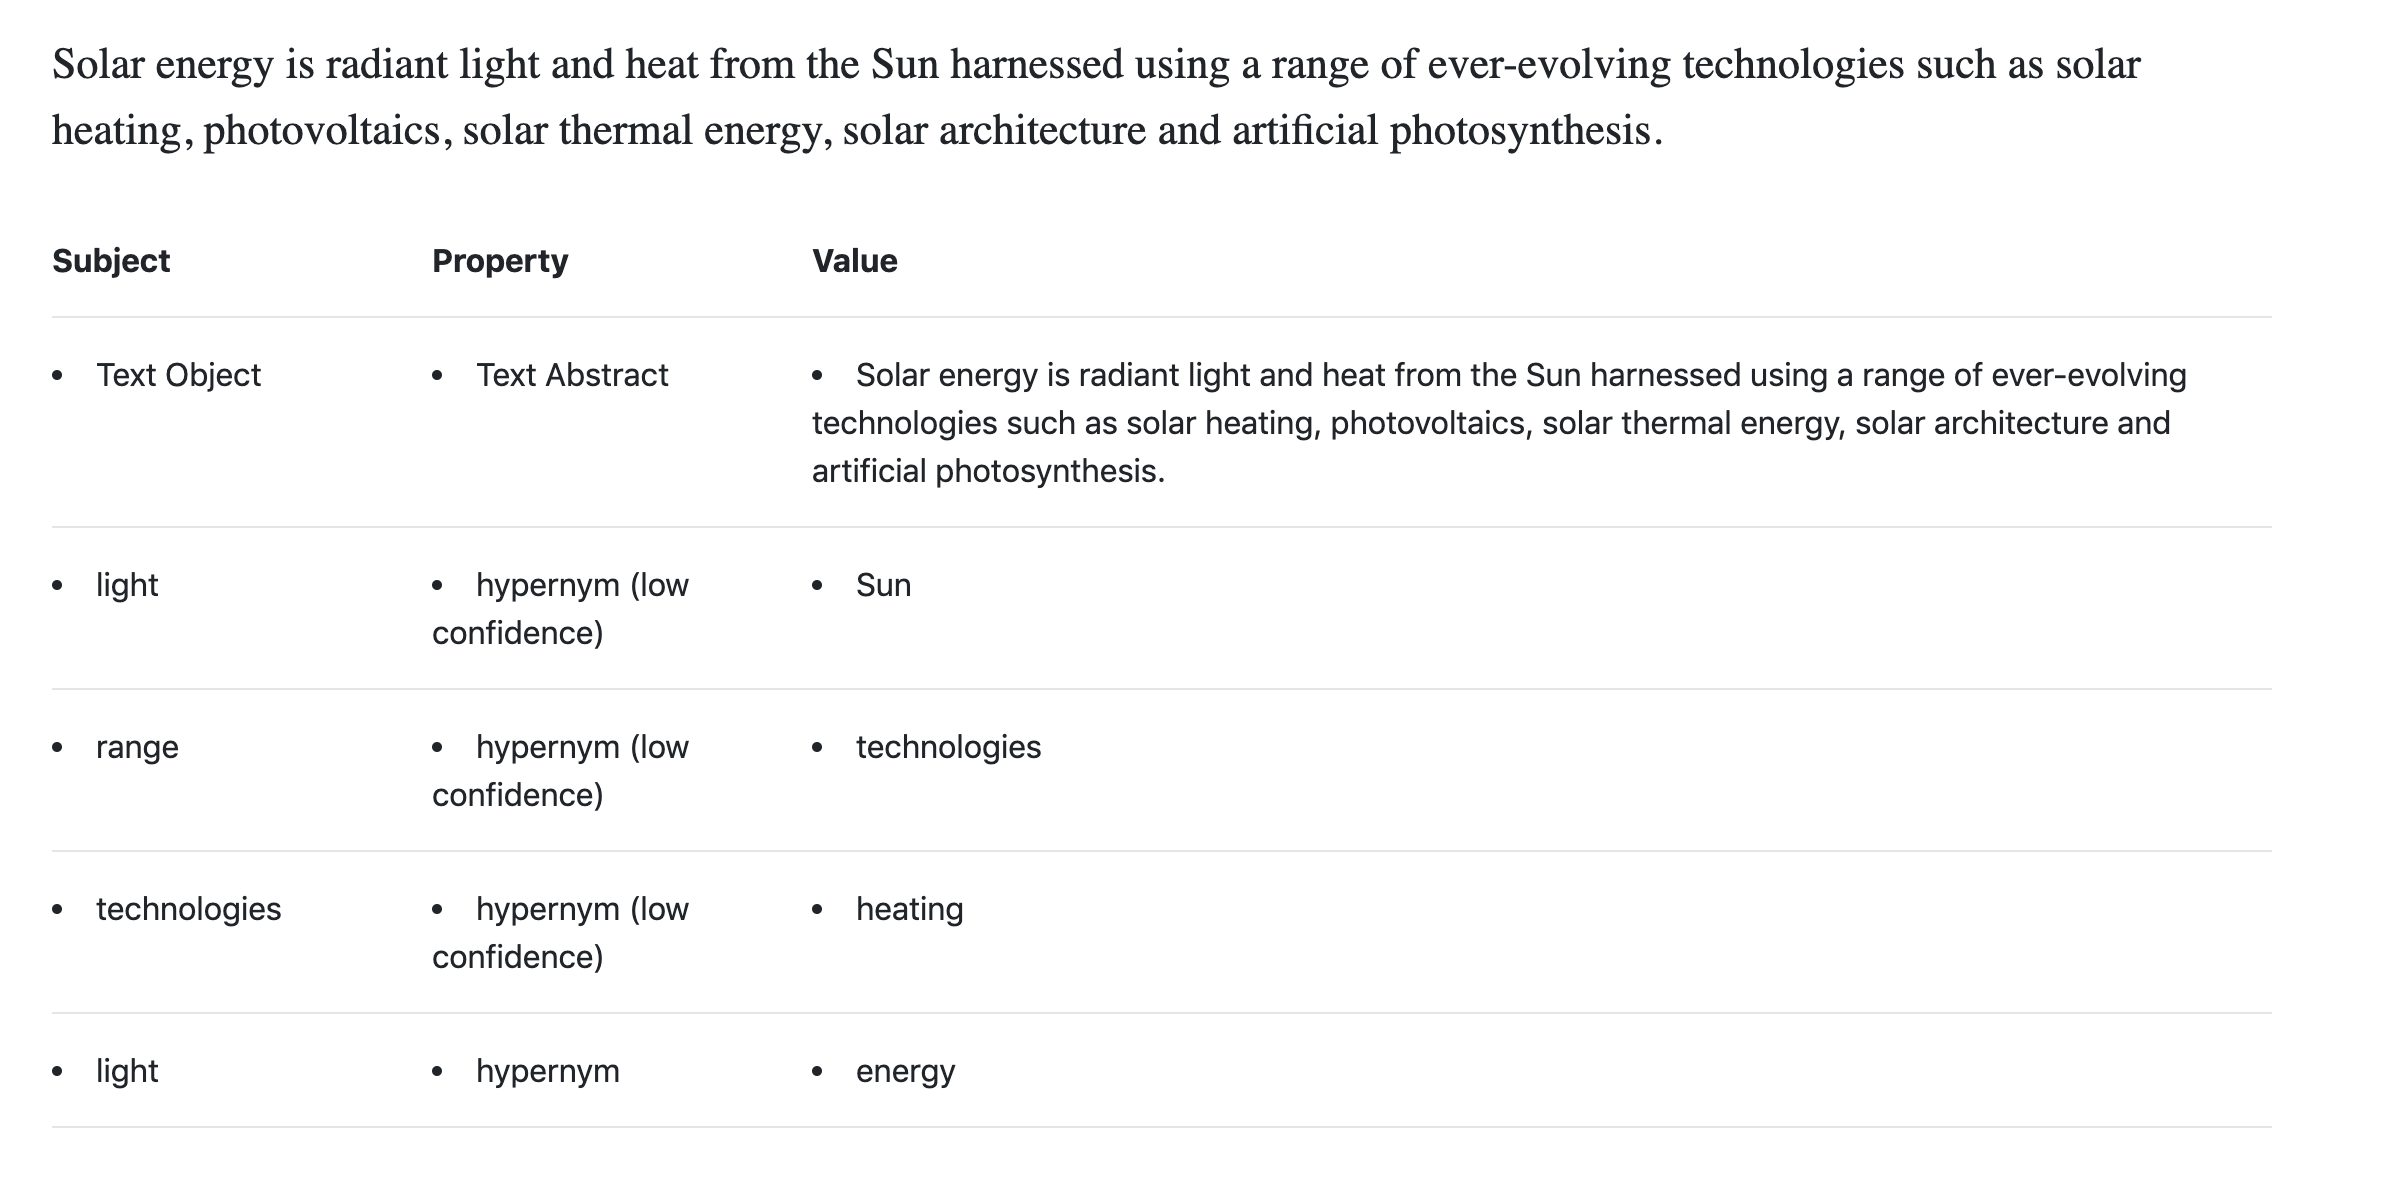 Solar energy is radiant light and heat from the Sun harnessed using a range of ever-evolving technologies such as solar
heating, photovoltaics, solar thermal energy, solar architecture and artificial photosynthesis.
Subject Property Value
• Text Object • Text Abstract • Solar energy is radiant light and heat from the Sun harnessed using a range of ever-evolving
technologies such as solar heating, photovoltaics, solar thermal energy, solar architecture and
artificial photosynthesis.
• light • hypernym (low • Sun
confidence)
• range • hypernym (low • technologies
confidence)
• technologies • hypernym (low • heating
confidence)
• light • hypernym • energy